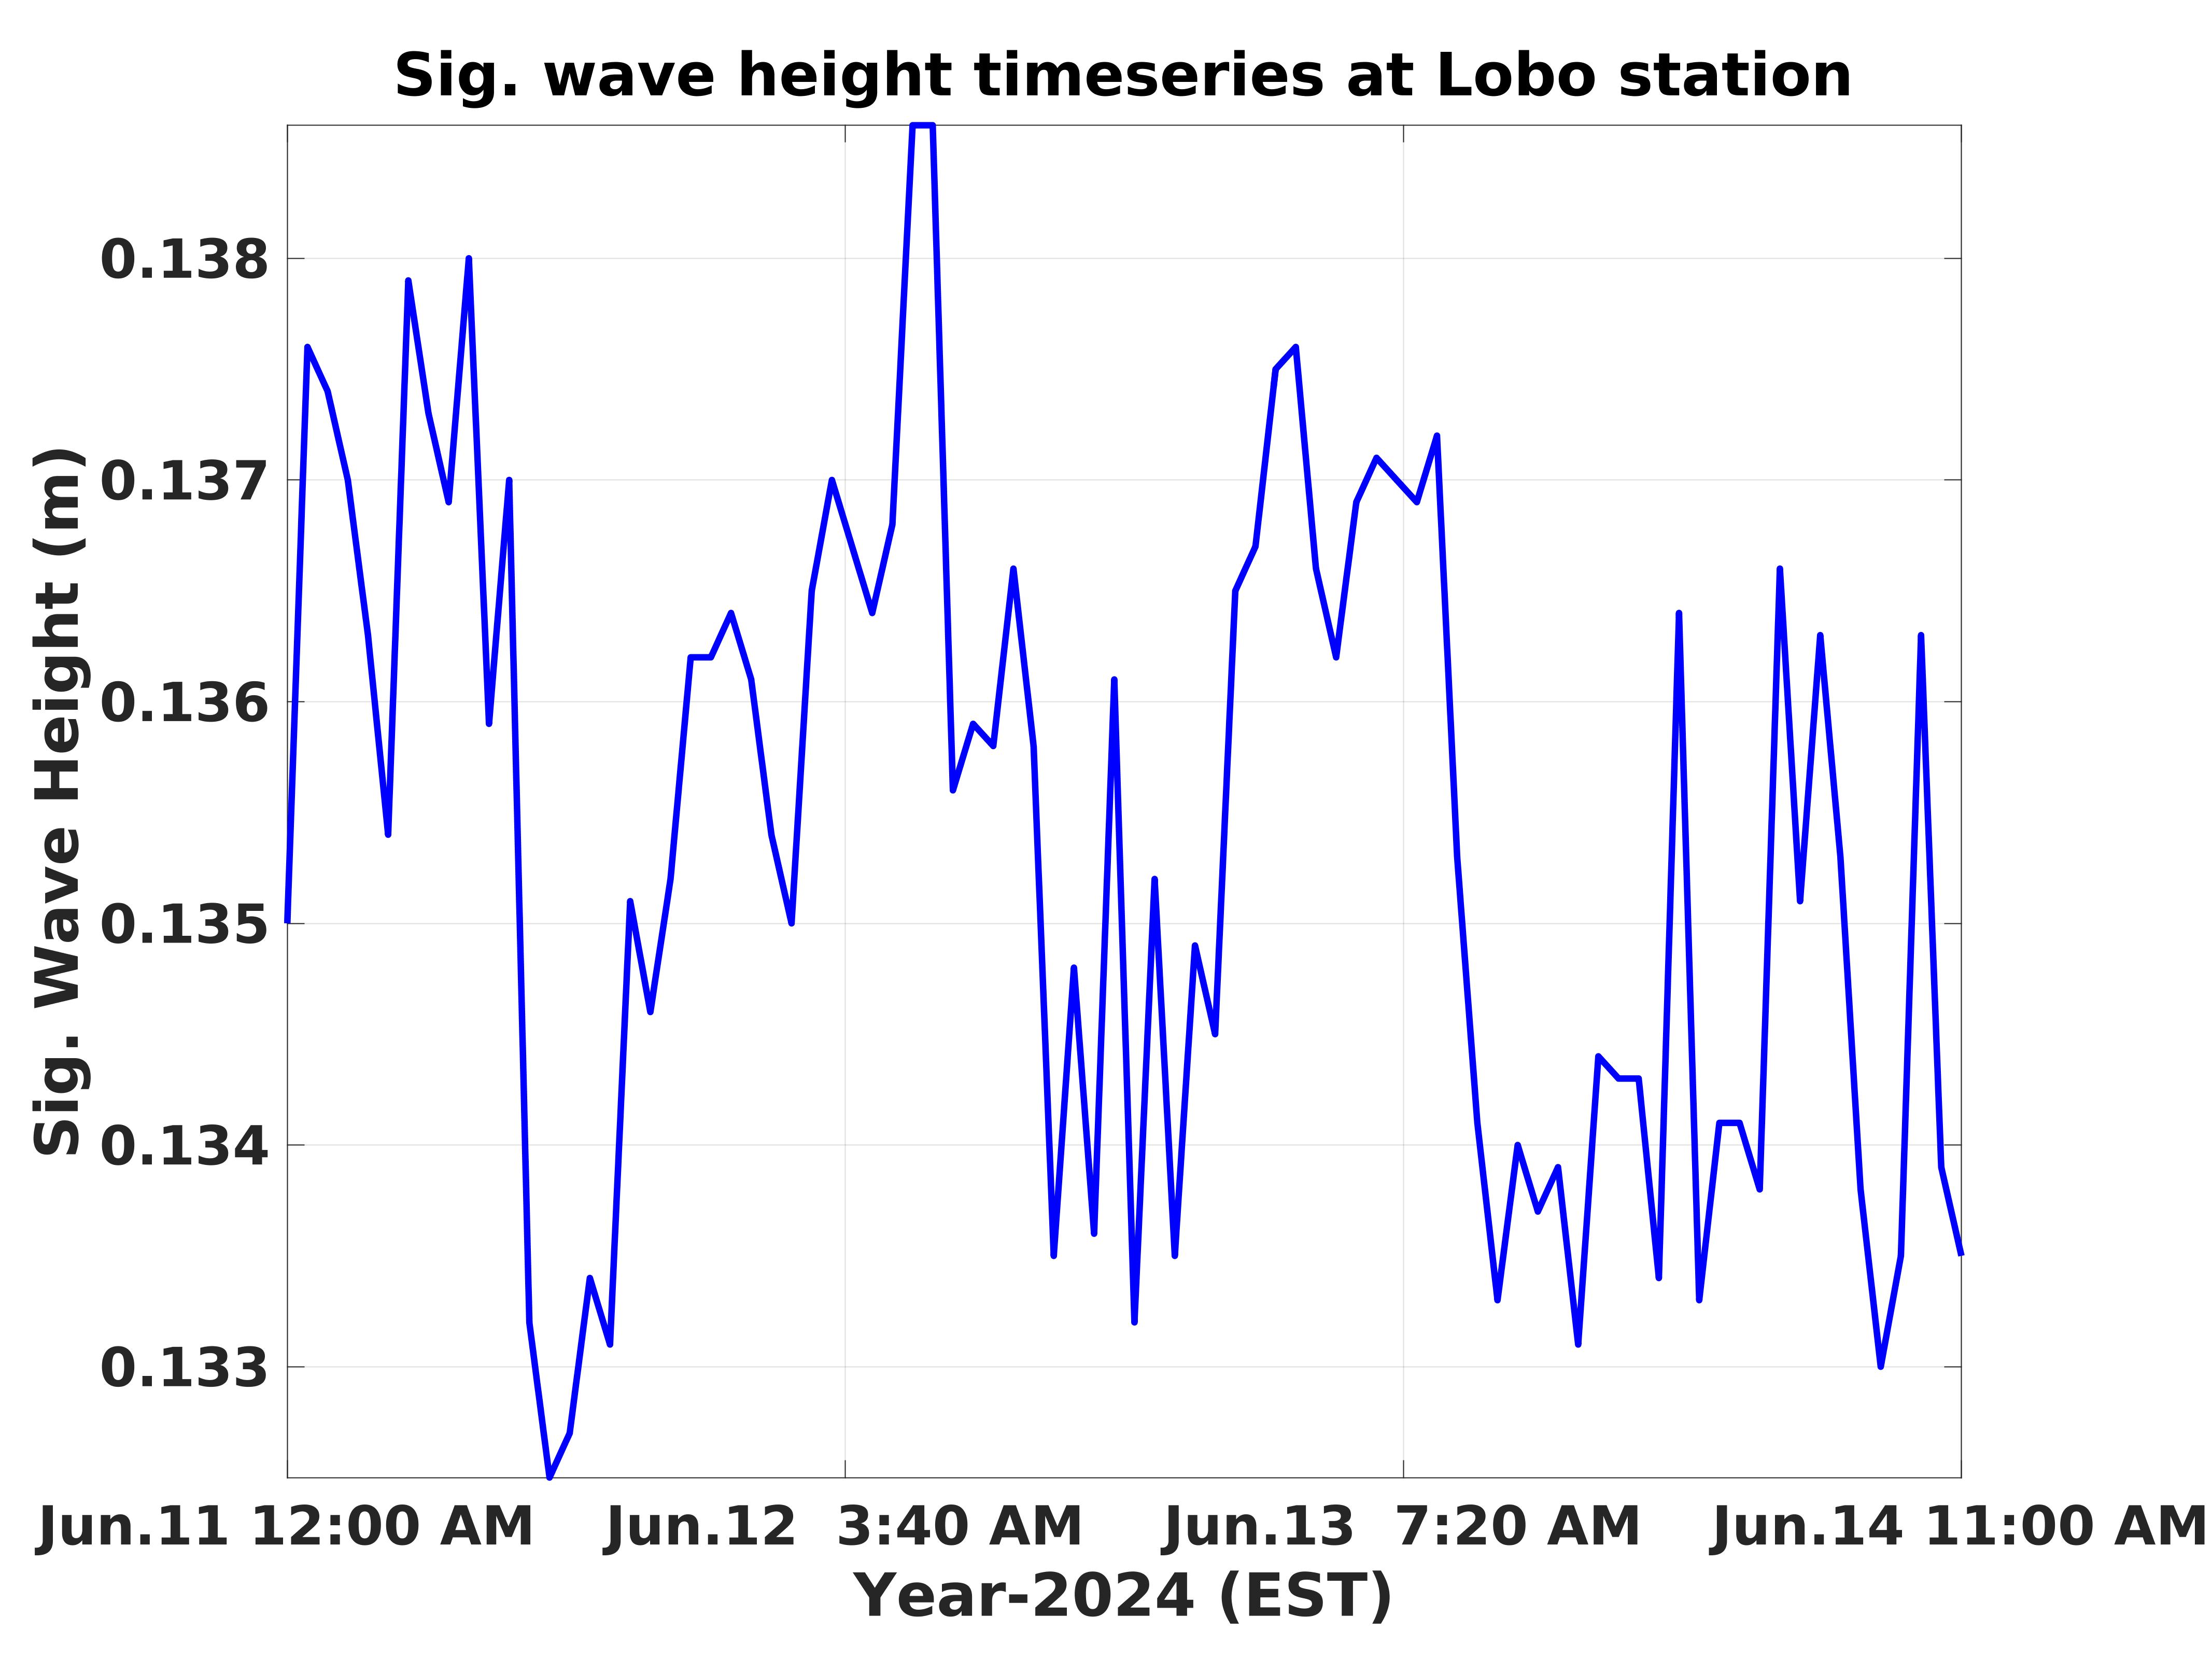 Sig. wave height timeseries at Lobo station
Sig. Wave Height (m)
0.138
0.137
0.136
0.135
0.134
0.133
Jun.11 12:00 AM
Jun.12 3:40 AM
Jun.13 7:20 AM
Jun.14 11:00 AM
Year-2024 (EST)